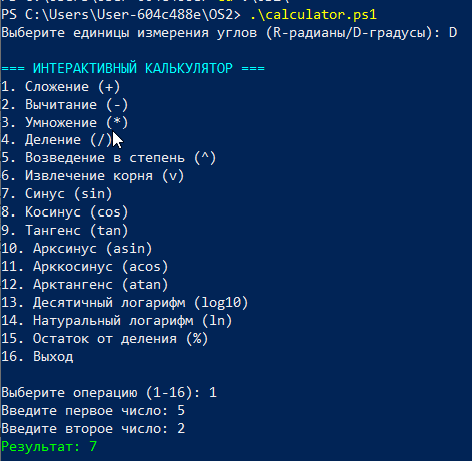 PS C:\Users\User-604c488e\OS2> .\calculator.ps1
Выберите единицы измерения углов (R-радианы/D-градусы): D
=== ИНТЕРАКТИВНЫЙ КАЛЬКУЛЯТОР ===
1. Сложение (+)
2. Вычитание (-)
3. Умножение (*)
4. Деление (/)
5. Возведение в степень (^)
6. Извлечение корня (v)
7. Синус (sin)
8. Косинус (cos)
9. Тангенс (tan)
10. Арксинус (asin)
11. Арккосинус (acos)
12. Арктангенс (atan)
13. Десятичный логарифм (log10)
14. Натуральный логарифм (ln)
15. Остаток от деления (%)
16. Выход
Выберите операцию (1-16): 1
Введите первое число: 5
Введите второе число: 2
Результат: 7